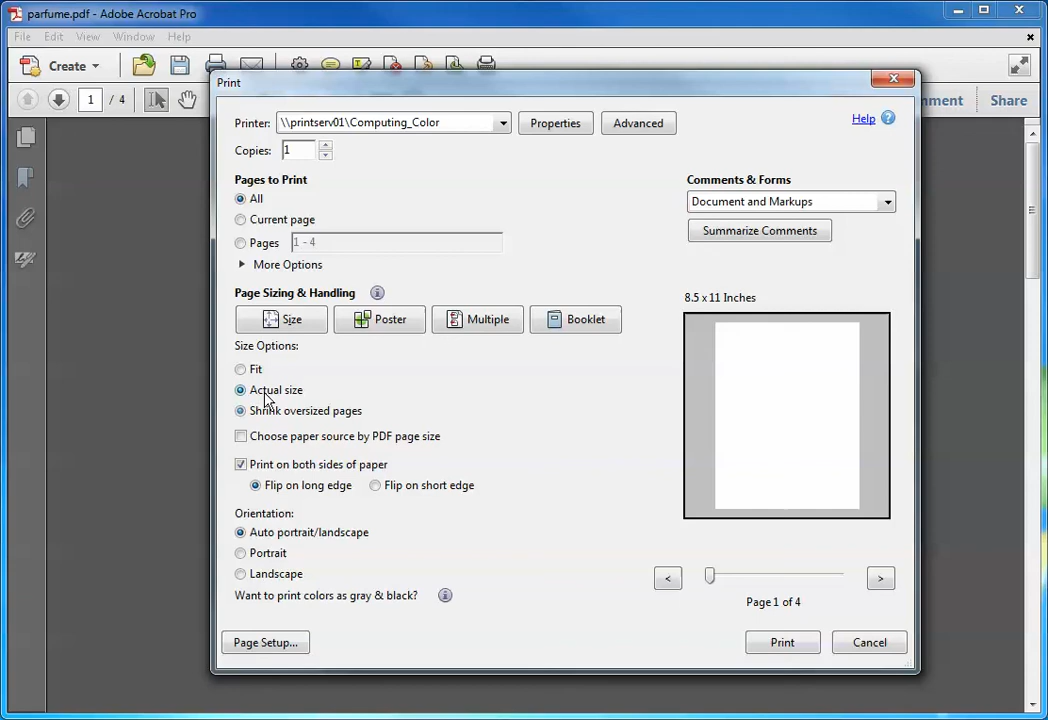 parfume.pdf - Adobe Acrobat Pro
File Edit View Window Help
Create
1 / 4
mment Share
Print
Printer: \\printserv01\Computing_Color Properties Advanced Help
Copies: 1
Pages to Print
All
Current page
Pages 1 - 4
More Options
Comments & Forms
Document and Markups
Summarize Comments
Page Sizing & Handling
Size Poster Multiple Booklet
Size Options:
Fit
Actual size
Shrink oversized pages
Choose paper source by PDF page size
Print on both sides of paper
Flip on long edge Flip on short edge
Orientation:
Auto portrait/landscape
Portrait
Landscape
Want to print colors as gray & black?
8.5 x 11 Inches
< >
Page 1 of 4
Page Setup... Print Cancel